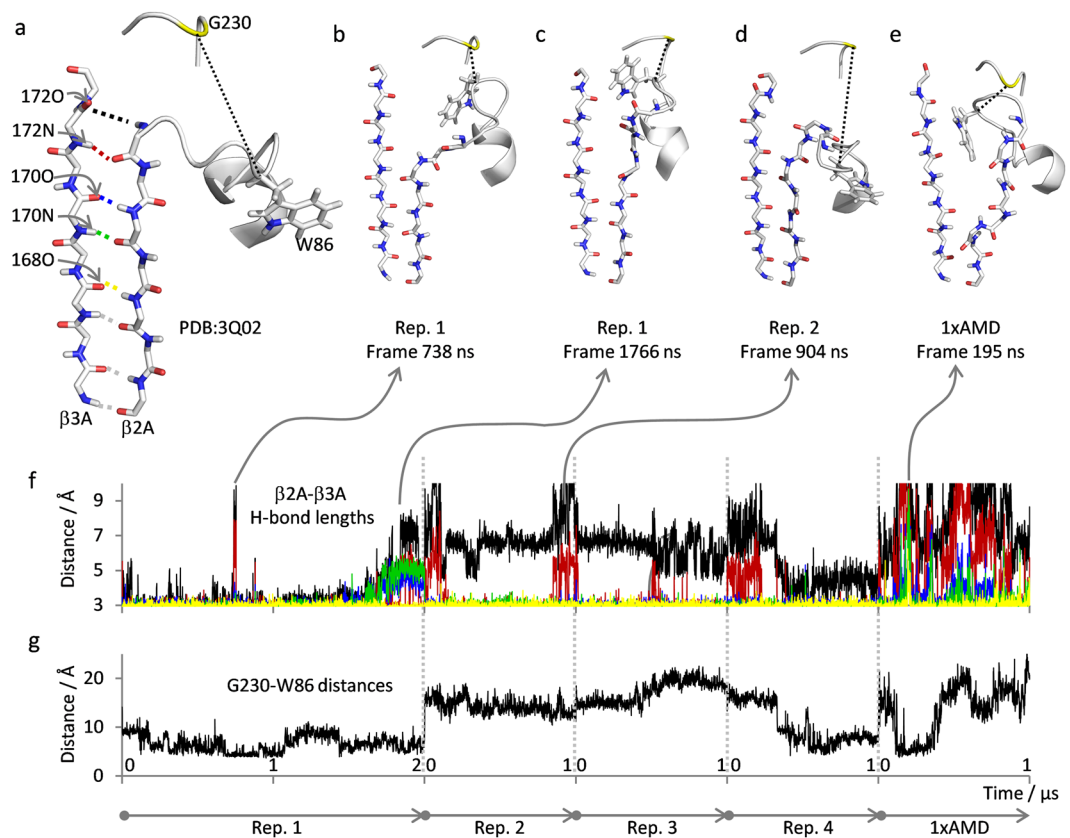 a
G230
b
c
d
e
172O
172N
170O
170N
168O
W86
PDB:3Q02
β3A
β2A
Rep. 1
Frame 738 ns
Rep. 1
Frame 1766 ns
Rep. 2
Frame 904 ns
1xAMD
Frame 195 ns
f
β2A-β3A
H-bond lengths
Distance / Å
9
7
5
3
g
G230-W86 distances
Distance / Å
20
10
0
0 1 2 0 1 0 1 0 1 0 1
Time / μs
Rep. 1 Rep. 2 Rep. 3 Rep. 4 1xAMD